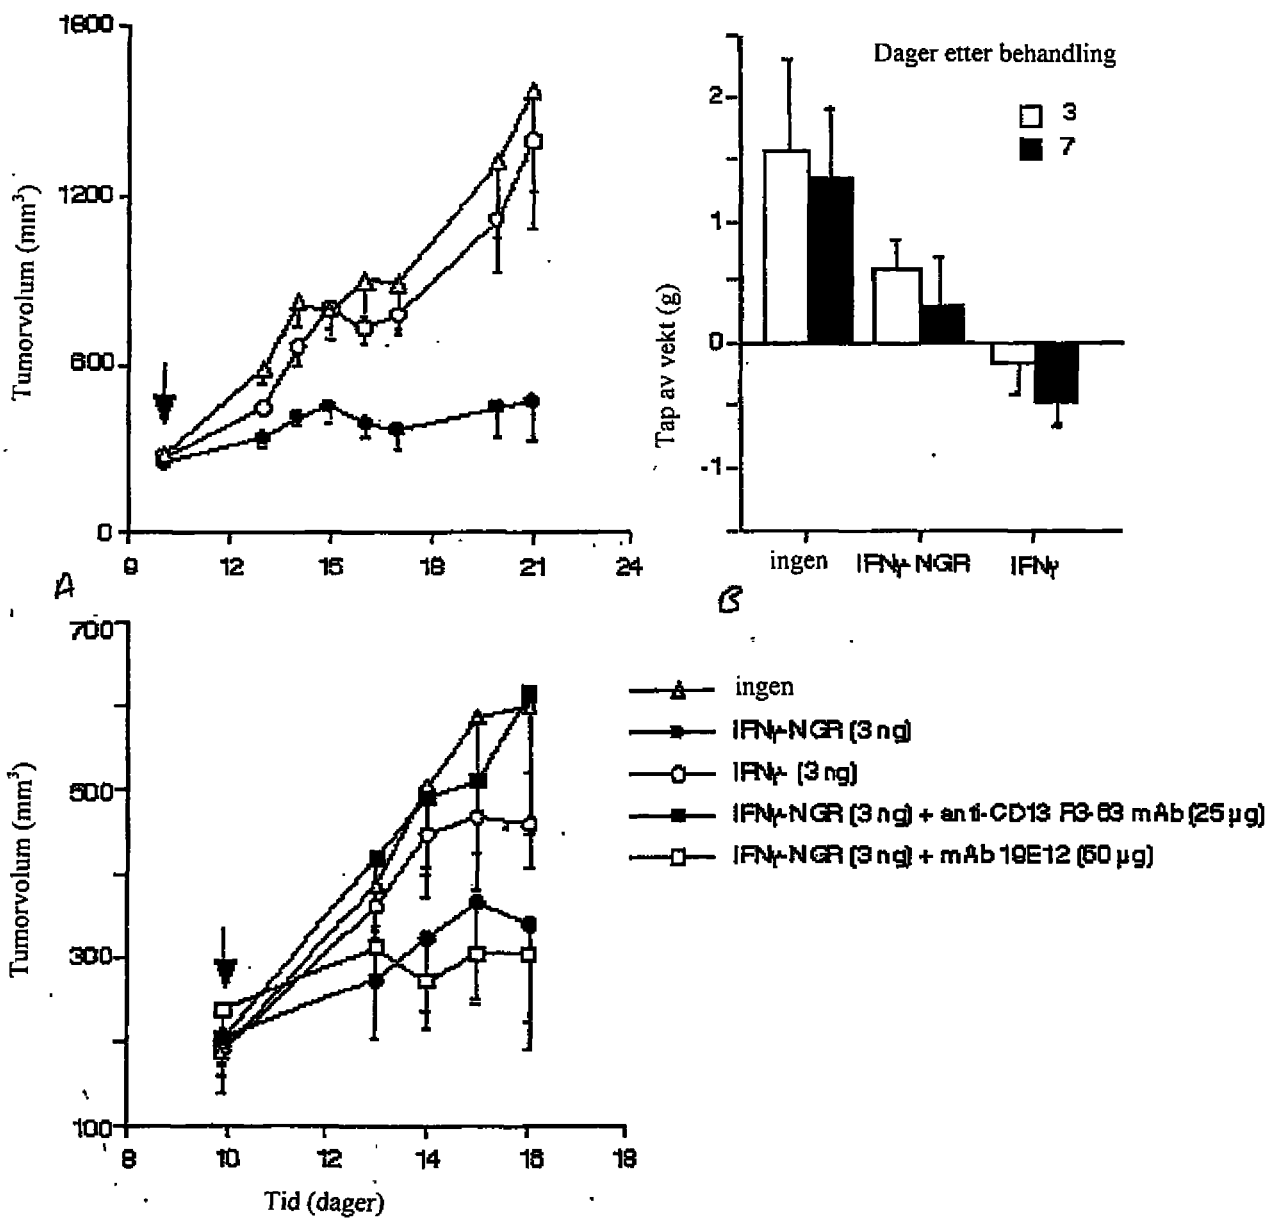 1800
1200
600
0
9
12
15
18
21
24
Tumorvolum (mm³)
A
Dager etter behandling
3
7
2
1
0
-1
Tap av vekt (g)
ingen
IFNγ-NGR
IFNγ
B
700
500
300
100
8
10
12
14
16
18
Tumorvolum (mm³)
Tid (dager)
ingen
IFNγ-NGR (3 ng)
IFNγ (3 ng)
IFNγ-NGR (3 ng) + anti-CD13 R3-63 mAb (25 µg)
IFNγ-NGR (3 ng) + mAb 19E12 (50 µg)